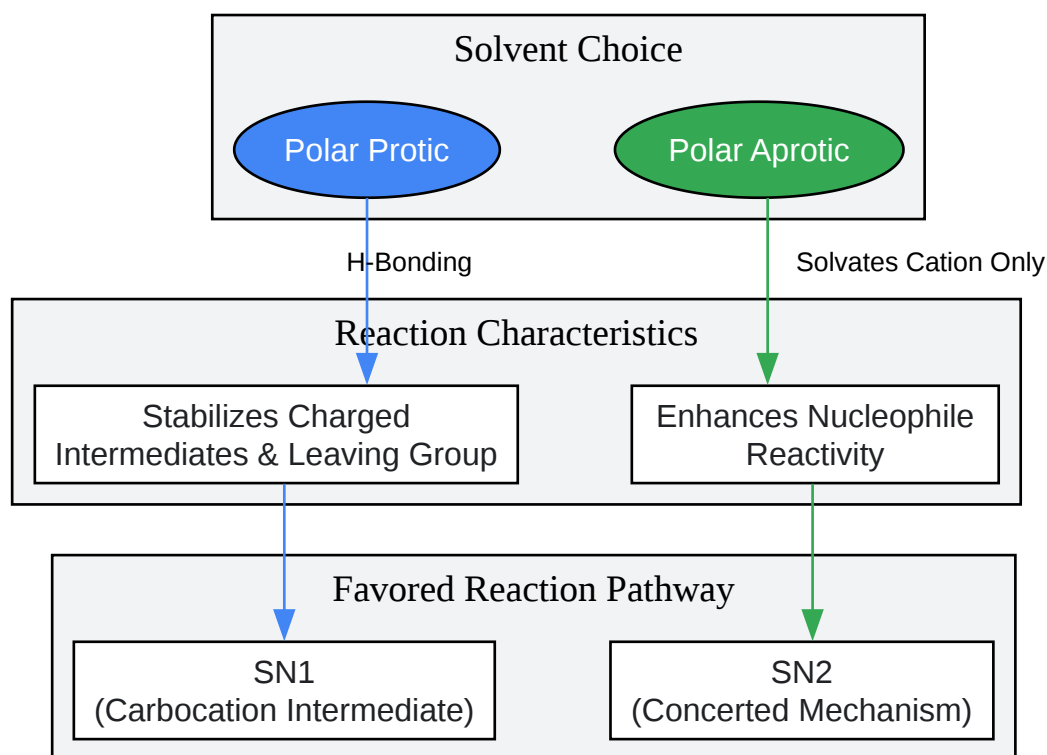 Solvent Choice
Polar Protic
Polar Aprotic
H-Bonding
Solvates Cation Only
Reaction Characteristics
Stabilizes Charged
Intermediates & Leaving Group
Enhances Nucleophile
Reactivity
Favored Reaction Pathway
SN1
(Carbocation Intermediate)
SN2
(Concerted Mechanism)